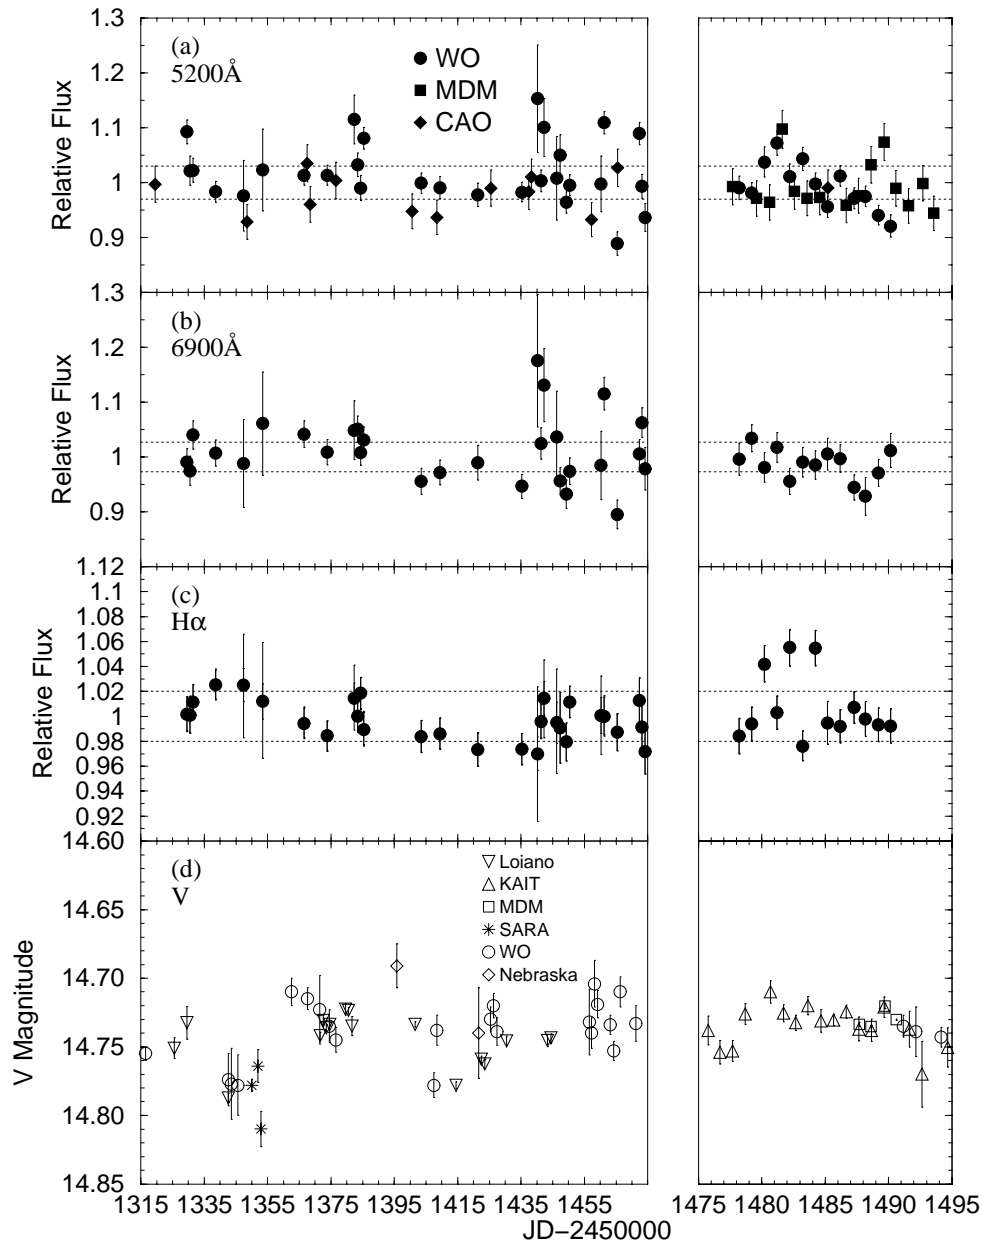 1.3
(a)
5200Å
WO
MDM
CAO
1.2
1.1
1
0.9
Relative Flux
1.3
(b)
6900Å
1.2
1.1
1
0.9
Relative Flux
1.12
(c)
Hα
1.1
1.08
1.06
1.04
1.02
1
0.98
0.96
0.94
0.92
Relative Flux
14.60
(d)
V
Loiano
KAIT
MDM
SARA
WO
Nebraska
14.65
14.70
14.75
14.80
14.85
V Magnitude
1315 1335 1355 1375 1395 1415 1435 1455
1475 1480 1485 1490 1495
JD−2450000